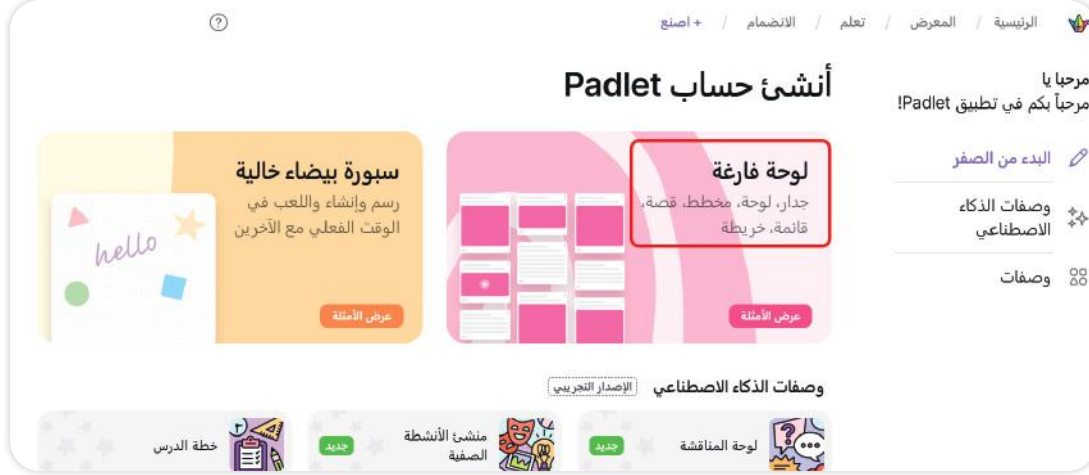 الرئيسية / المعرض / تعلم / الانضمام / + اصنع
?
مرحبا يا
مرحباً بكم في تطبيق Padlet!
البدء من الصفر
وصفات الذكاء
الاصطناعي
وصفات
أنشئ حساب Padlet
لوحة فارغة
جدار، لوحة، مخطط، قصة،
قائمة، خريطة
عرض الأمثلة
سبورة بيضاء خالية
رسم وإنشاء واللعب في
الوقت الفعلي مع الآخرين
hello
عرض الأمثلة
وصفات الذكاء الاصطناعي الإصدار التجريبي
لوحة المناقشة
جديد
منشئ الأنشطة
الصفية
جديد
خطة الدرس